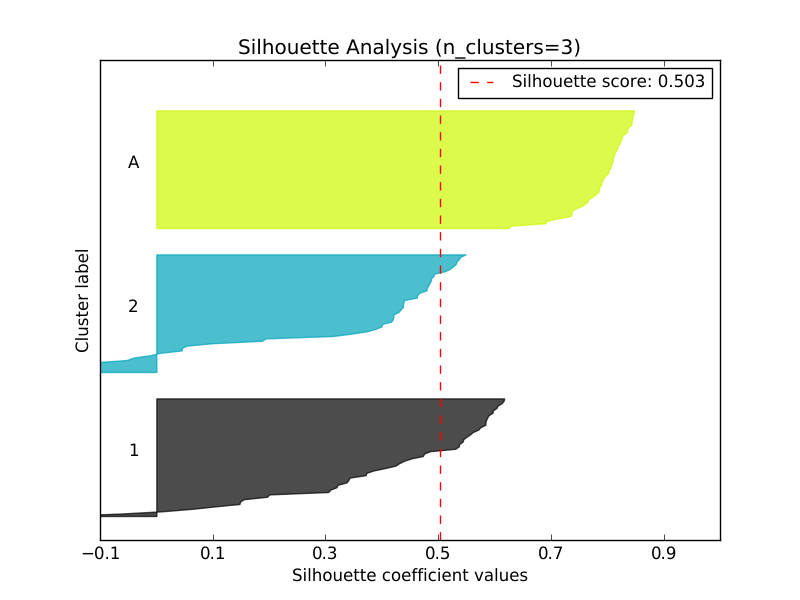 Silhouette Analysis (n_clusters=3)
Silhouette score: 0.503
A
2
1
Cluster label
−0.1 0.1 0.3 0.5 0.7 0.9
Silhouette coefficient values